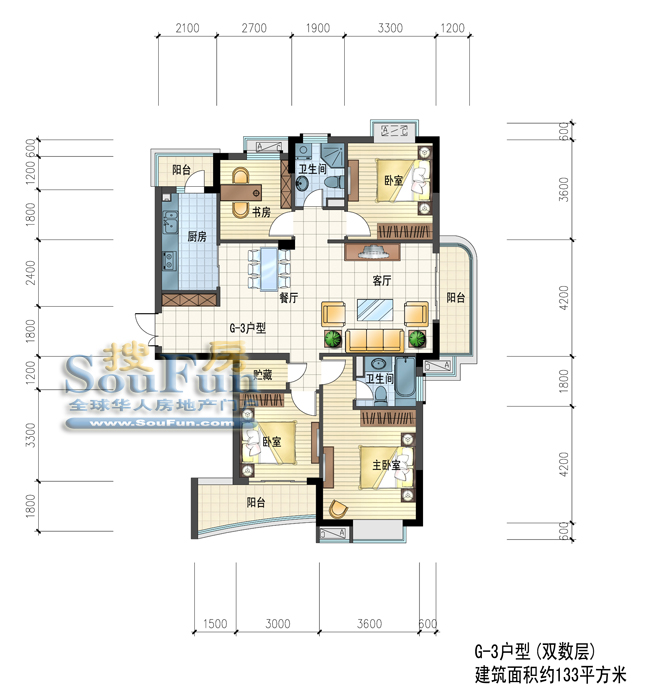 2100 2700 1900 3300 1200
600
1200
1800
2400
1800
1200
3300
1800
600
3600
4200
1800
4200
600
阳台
书房
卫生间
卧室
厨房
餐厅
客厅
阳台
G-3户型
搜房
SouFun
全球华人房地产门
www.SouFun.com
贮藏
卫生间
卧室
主卧室
阳台
1500 3000 3600 600
G-3户型(双数层)
建筑面积约133平方米